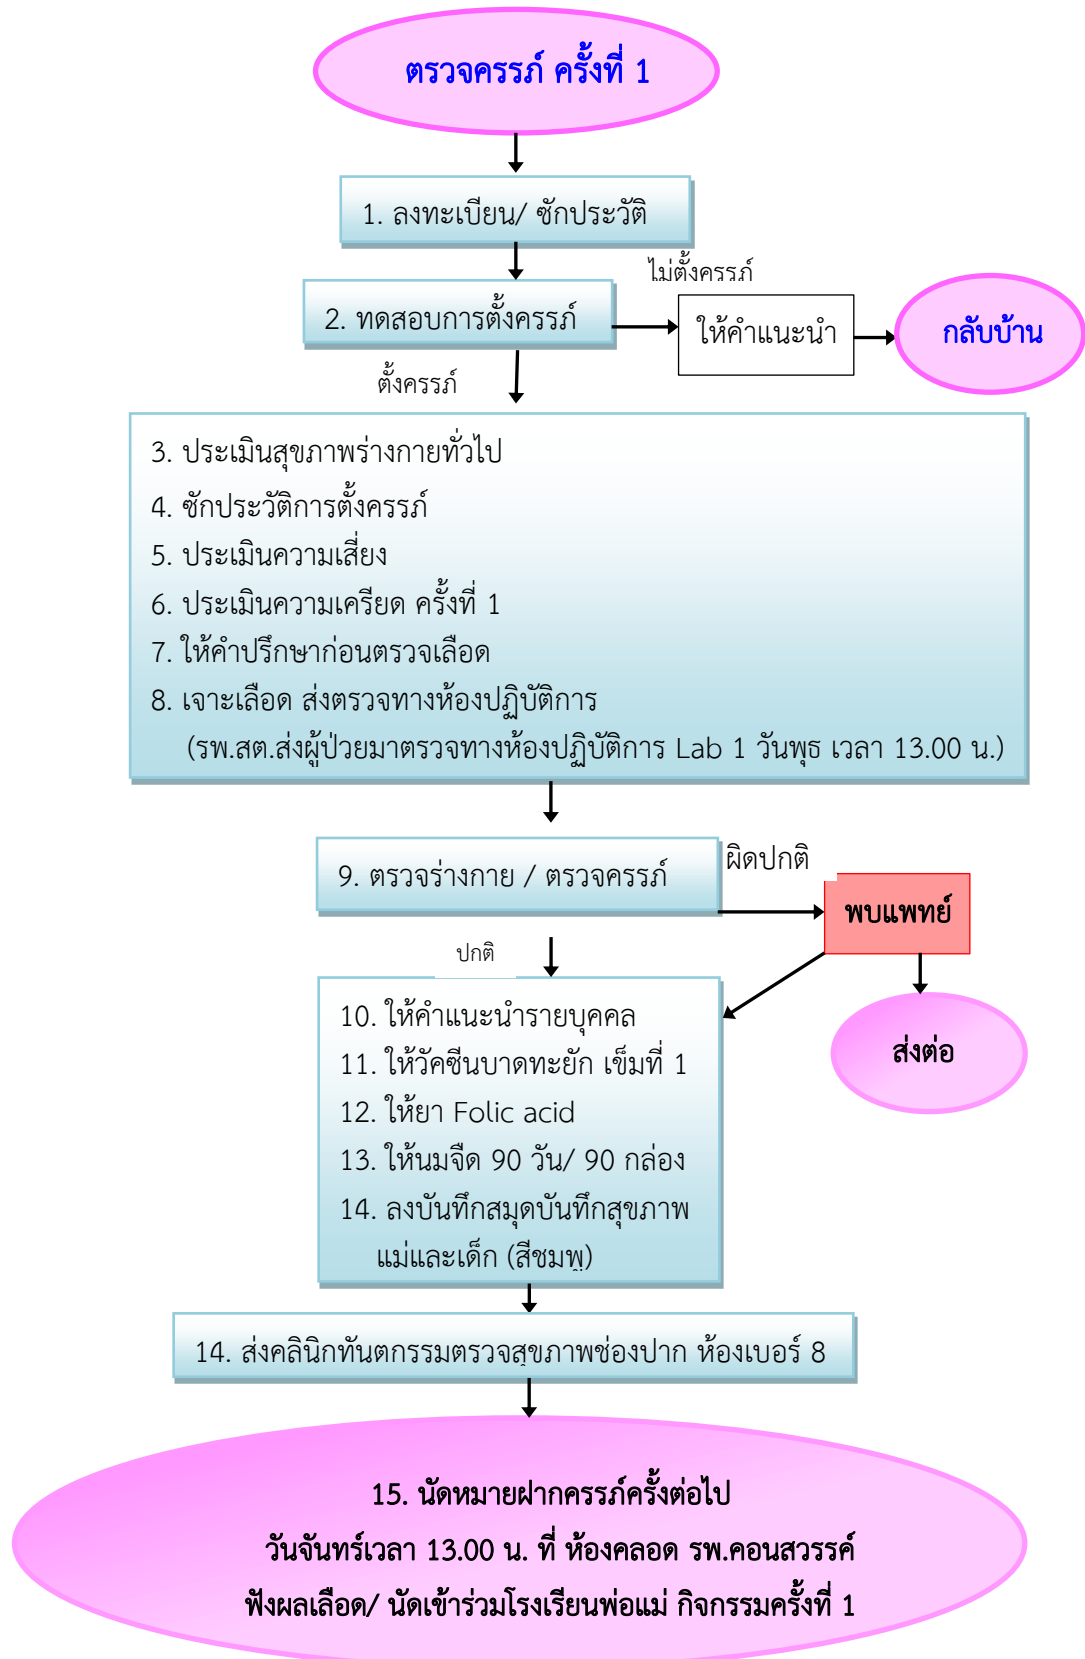 ตรวจครรภ์ ครั้งที่ 1
1. ลงทะเบียน/ ซักประวัติ
ไม่ตั้งครรภ์
2. ทดสอบการตั้งครรภ์
ให้คำแนะนำ
กลับบ้าน
ตั้งครรภ์
3. ประเมินสุขภาพร่างกายทั่วไป
4. ซักประวัติการตั้งครรภ์
5. ประเมินความเสี่ยง
6. ประเมินความเครียด ครั้งที่ 1
7. ให้คำปรึกษาก่อนตรวจเลือด
8. เจาะเลือด ส่งตรวจทางห้องปฏิบัติการ
(รพ.สต.ส่งผู้ป่วยมาตรวจทางห้องปฏิบัติการ Lab 1 วันพุธ เวลา 13.00 น.)
ผิดปกติ
9. ตรวจร่างกาย / ตรวจครรภ์
พบแพทย์
ปกติ
10. ให้คำแนะนำรายบุคคล
11. ให้วัคซีนบาดทะยัก เข็มที่ 1
12. ให้ยา Folic acid
13. ให้นมจืด 90 วัน/ 90 กล่อง
14. ลงบันทึกสมุดบันทึกสุขภาพ
แม่และเด็ก (สีชมพู)
ส่งต่อ
14. ส่งคลินิกทันตกรรมตรวจสุขภาพช่องปาก ห้องเบอร์ 8
15. นัดหมายฝากครรภ์ครั้งต่อไป
วันจันทร์เวลา 13.00 น. ที่ ห้องคลอด รพ.คอนสวรรค์
ฟังผลเลือด/ นัดเข้าร่วมโรงเรียนพ่อแม่ กิจกรรมครั้งที่ 1